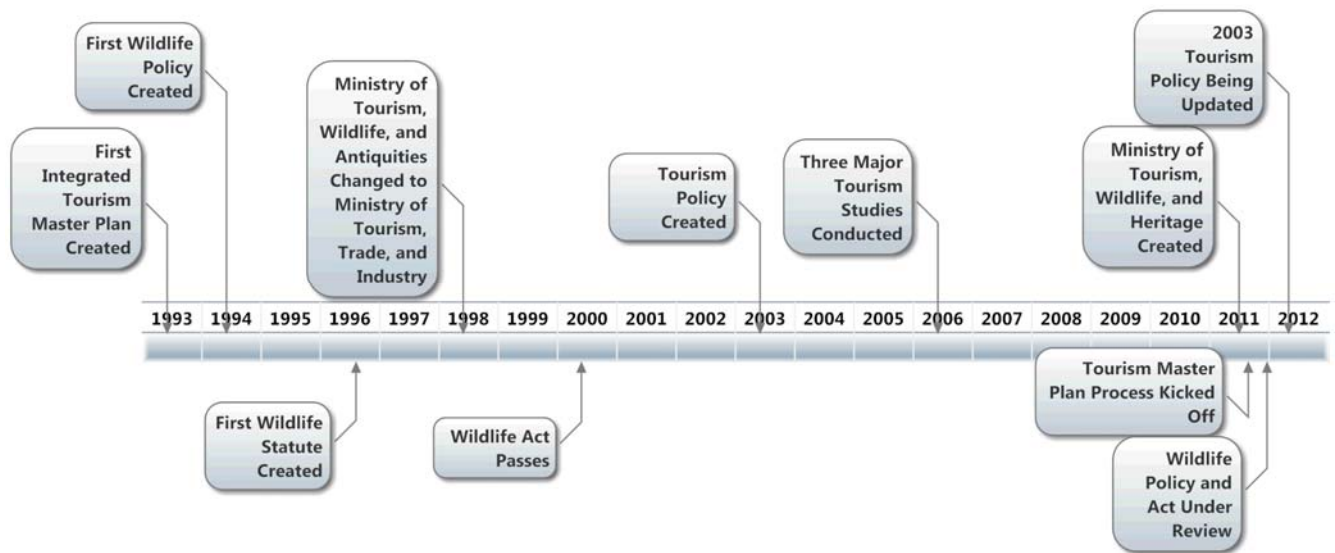 First Wildlife
Policy
Created
First
Integrated
Tourism
Master Plan
Created
Ministry of
Tourism,
Wildlife, and
Antiquities
Changed to
Ministry of
Tourism,
Trade, and
Industry
Tourism
Policy
Created
Three Major
Tourism
Studies
Conducted
2003
Tourism
Policy Being
Updated
Ministry of
Tourism,
Wildlife, and
Heritage
Created
1993 1994 1995 1996 1997 1998 1999 2000 2001 2002 2003 2004 2005 2006 2007 2008 2009 2010 2011 2012
First Wildlife
Statute
Created
Wildlife Act
Passes
Tourism Master
Plan Process Kicked
Off
Wildlife
Policy and
Act Under
Review